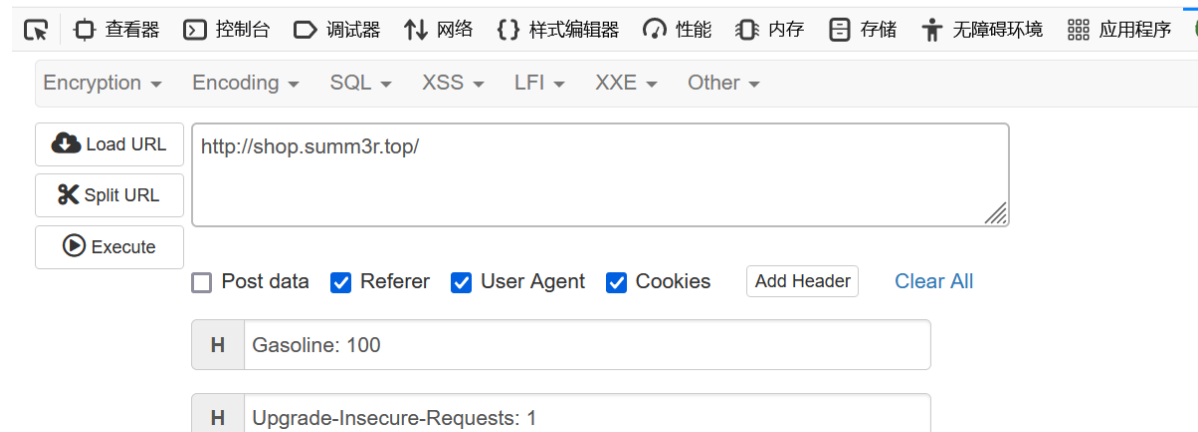 查看器 控制台 调试器 网络 {} 样式编辑器 性能 内存 存储 无障碍环境 应用程序
Encryption Encoding SQL XSS LFI XXE Other
Load URL http://shop.summ3r.top/
Split URL
Execute
Post data Referer User Agent Cookies Add Header Clear All
H Gasoline: 100
H Upgrade-Insecure-Requests: 1